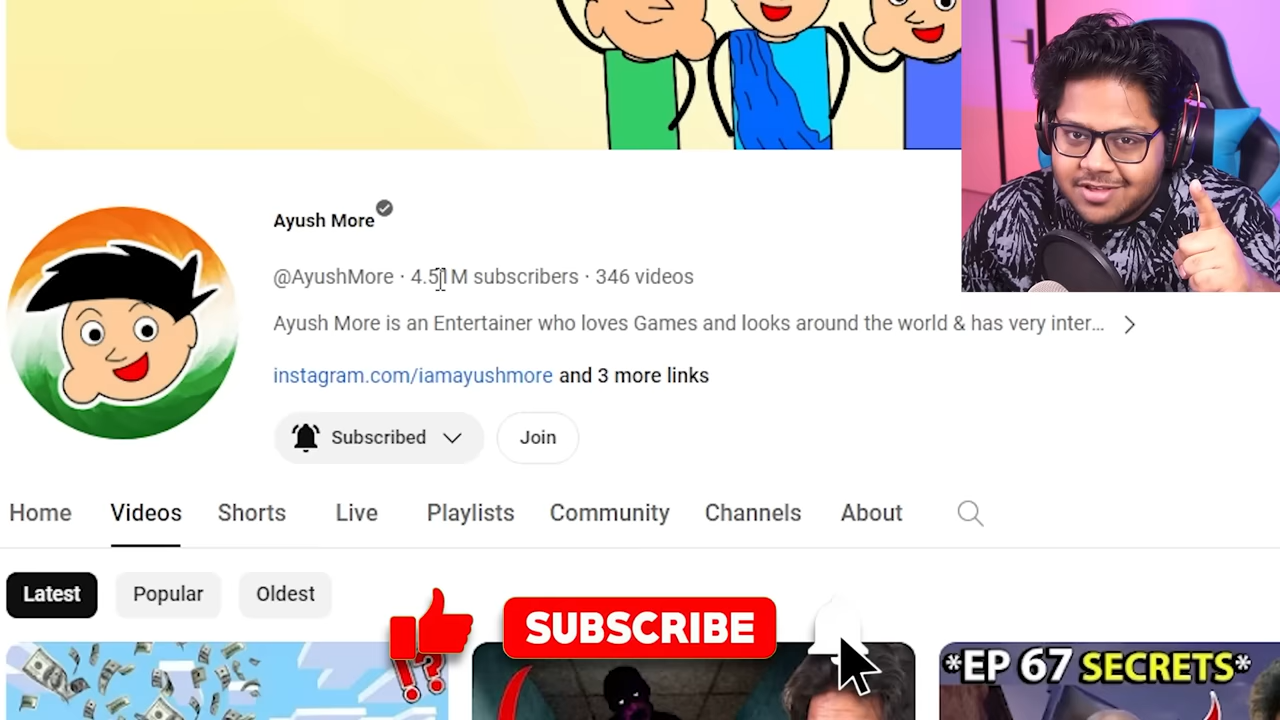 Ayush More
@AyushMore · 4.51M subscribers · 346 videos
Ayush More is an Entertainer who loves Games and looks around the world & has very inter...
instagram.com/iamayushmore and 3 more links
Subscribed Join
Home Videos Shorts Live Playlists Community Channels About
Latest Popular Oldest
SUBSCRIBE
!?
*EP 67 SECRETS*